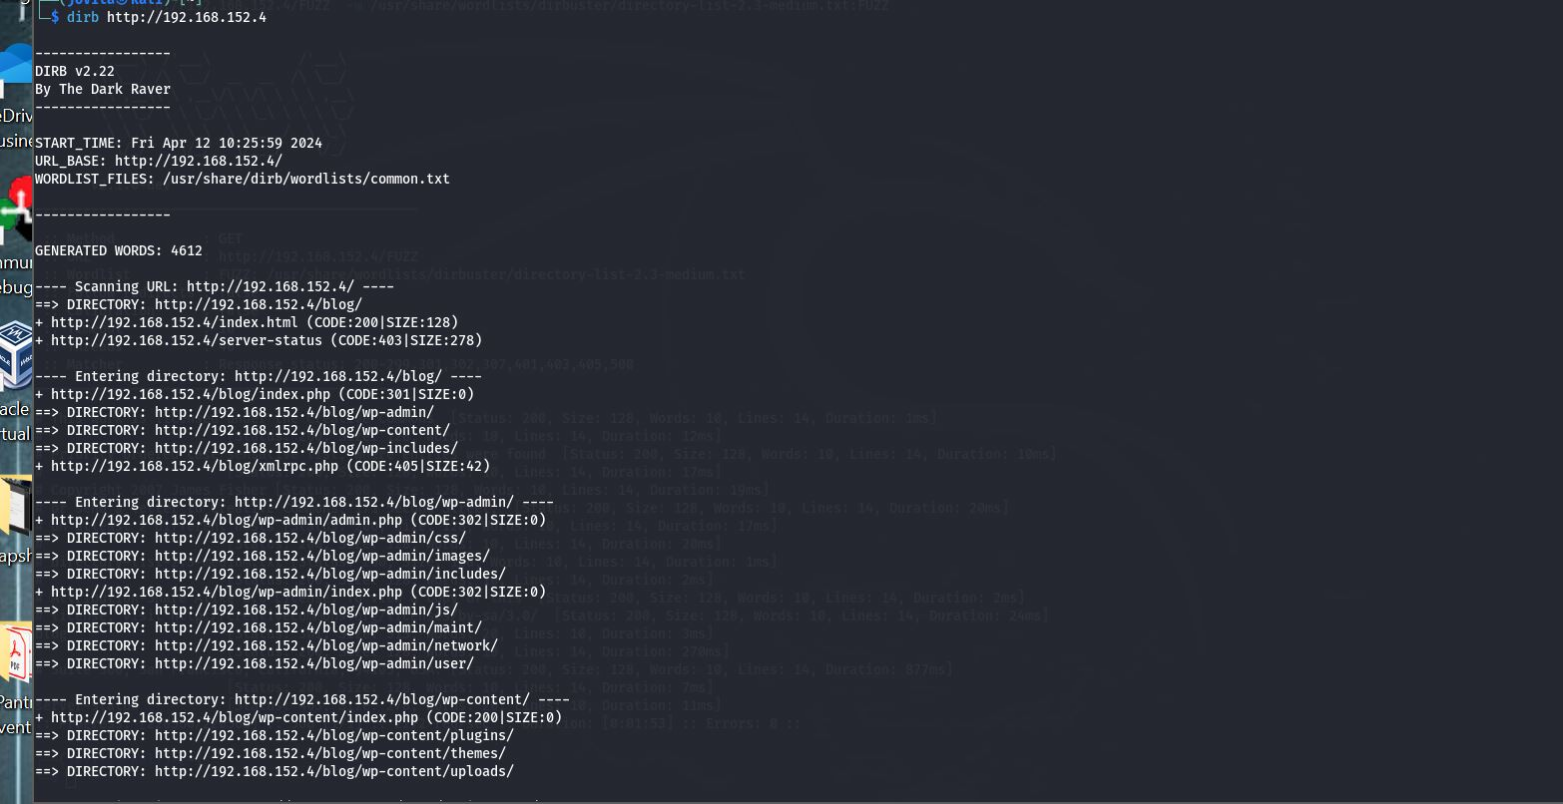 $ dirb http://192.168.152.4
-----------------
DIRB v2.22
By The Dark Raver
-----------------
START_TIME: Fri Apr 12 10:25:59 2024
URL_BASE: http://192.168.152.4/
WORDLIST_FILES: /usr/share/dirb/wordlists/common.txt
-----------------
GENERATED WORDS: 4612
---- Scanning URL: http://192.168.152.4/ ----
==> DIRECTORY: http://192.168.152.4/blog/
+ http://192.168.152.4/index.html (CODE:200|SIZE:128)
+ http://192.168.152.4/server-status (CODE:403|SIZE:278)
---- Entering directory: http://192.168.152.4/blog/ ----
+ http://192.168.152.4/blog/index.php (CODE:301|SIZE:0)
==> DIRECTORY: http://192.168.152.4/blog/wp-admin/
==> DIRECTORY: http://192.168.152.4/blog/wp-content/
==> DIRECTORY: http://192.168.152.4/blog/wp-includes/
+ http://192.168.152.4/blog/xmlrpc.php (CODE:405|SIZE:42)
---- Entering directory: http://192.168.152.4/blog/wp-admin/ ----
+ http://192.168.152.4/blog/wp-admin/admin.php (CODE:302|SIZE:0)
==> DIRECTORY: http://192.168.152.4/blog/wp-admin/css/
==> DIRECTORY: http://192.168.152.4/blog/wp-admin/images/
==> DIRECTORY: http://192.168.152.4/blog/wp-admin/includes/
+ http://192.168.152.4/blog/wp-admin/index.php (CODE:302|SIZE:0)
==> DIRECTORY: http://192.168.152.4/blog/wp-admin/js/
==> DIRECTORY: http://192.168.152.4/blog/wp-admin/maint/
==> DIRECTORY: http://192.168.152.4/blog/wp-admin/network/
==> DIRECTORY: http://192.168.152.4/blog/wp-admin/user/
---- Entering directory: http://192.168.152.4/blog/wp-content/ ----
+ http://192.168.152.4/blog/wp-content/index.php (CODE:200|SIZE:0)
==> DIRECTORY: http://192.168.152.4/blog/wp-content/plugins/
==> DIRECTORY: http://192.168.152.4/blog/wp-content/themes/
==> DIRECTORY: http://192.168.152.4/blog/wp-content/uploads/